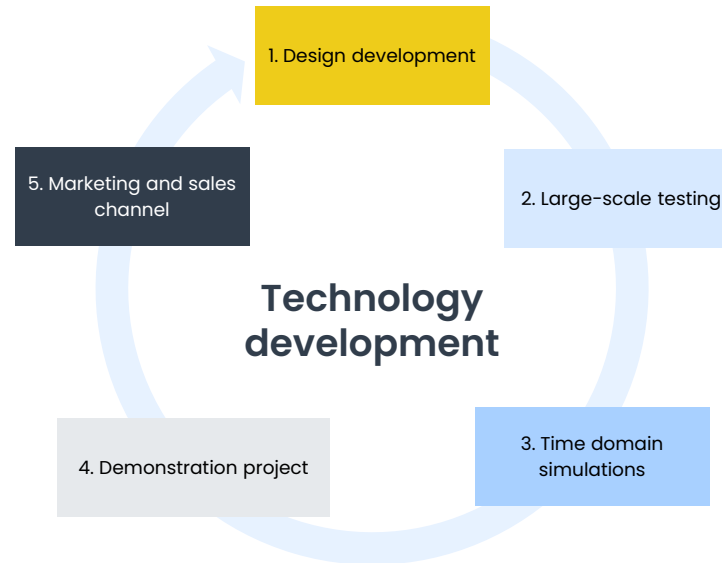 1. Design development
2. Large-scale testing
3. Time domain
simulations
4. Demonstration project
5. Marketing and sales
channel
Technology
development